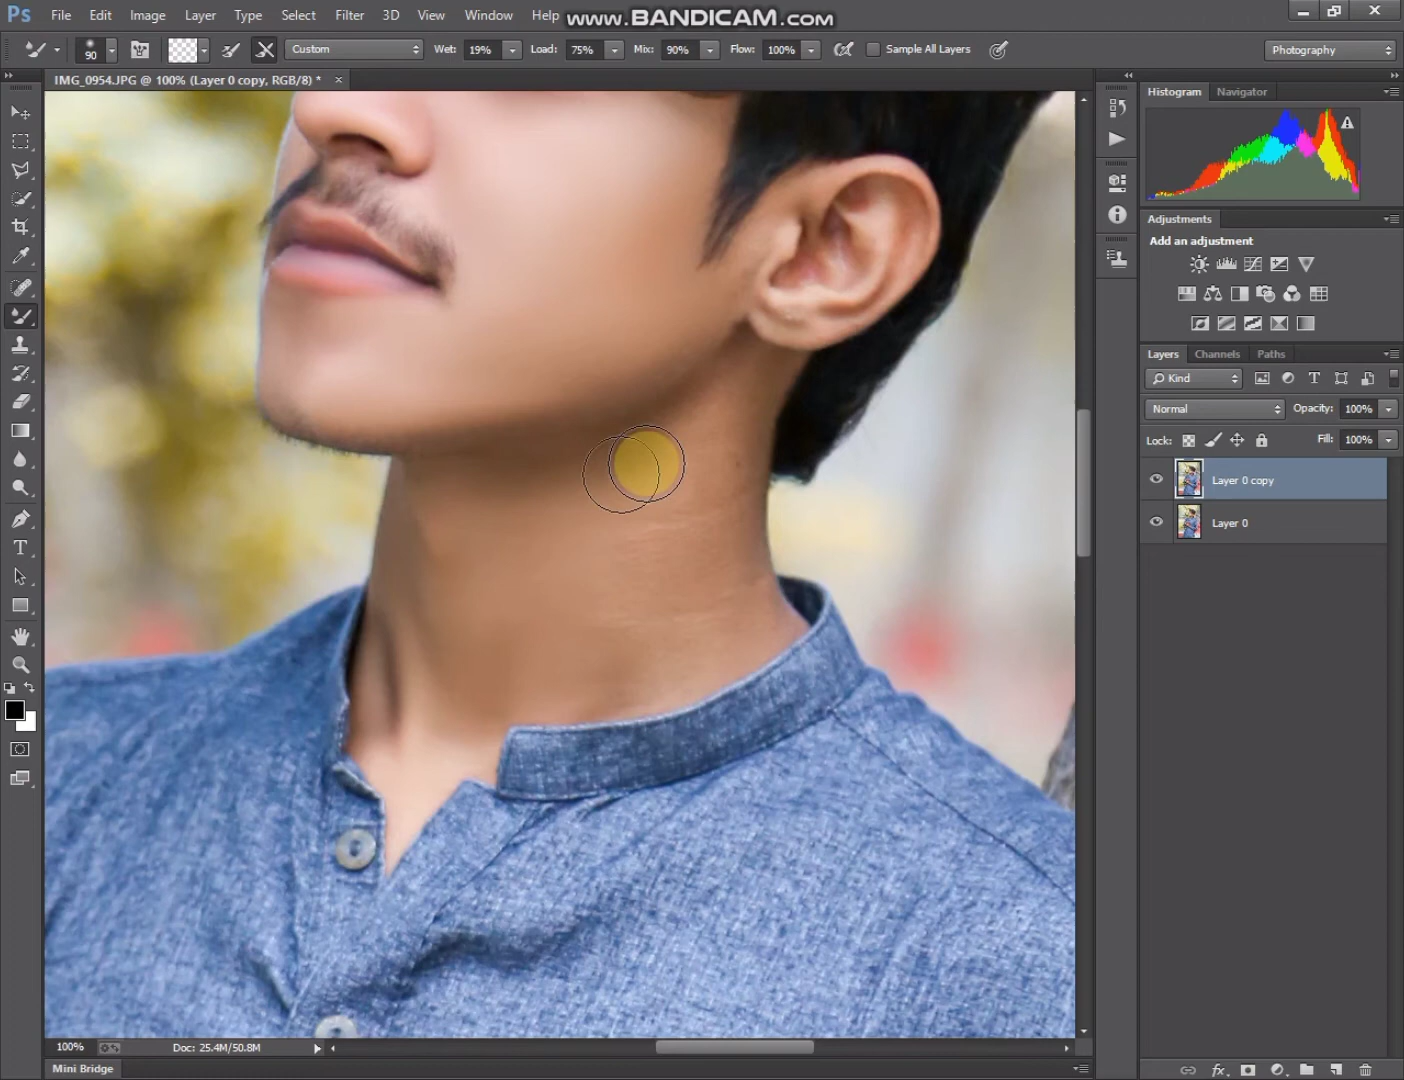 Ps File Edit Image Layer Type Select Filter 3D View Window Help www.BANDICAM.com
90 Custom Wet: 19% Load: 75% Mix: 90% Flow: 100% Sample All Layers Photography
IMG_0954.JPG @ 100% (Layer 0 copy, RGB/8) * ×
Histogram Navigator
Adjustments
Add an adjustment
Layers Channels Paths
Kind
Normal Opacity: 100%
Lock: Fill: 100%
Layer 0 copy
Layer 0
100% Doc: 25.4M/50.8M
Mini Bridge